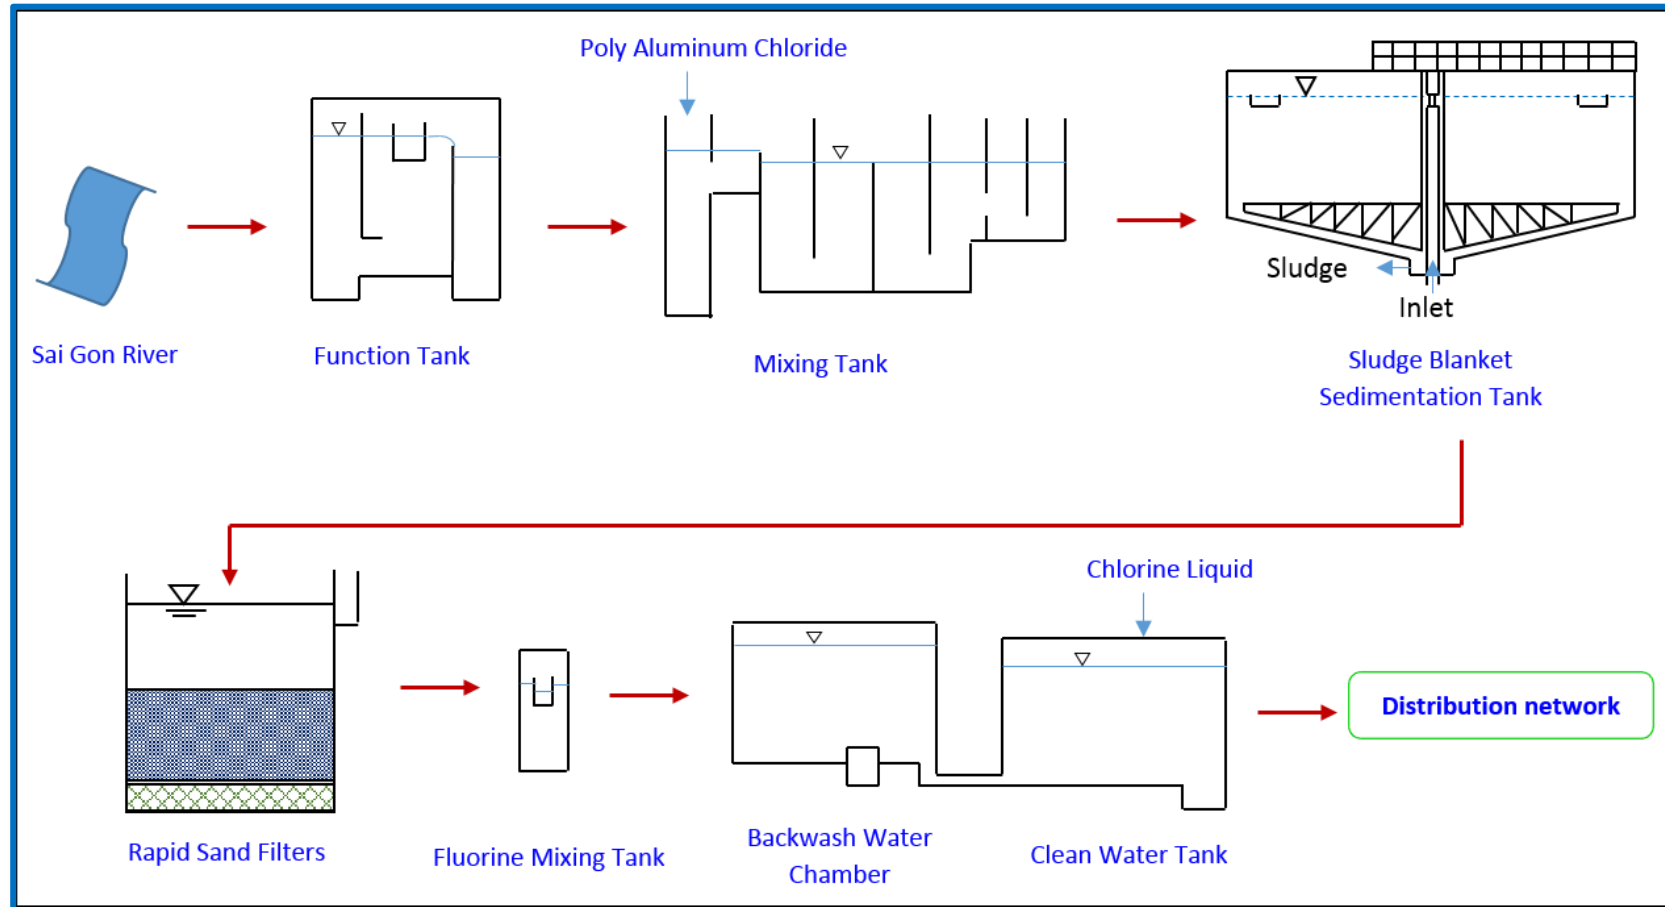 Poly Aluminum Chloride
Sludge
Inlet
Sai Gon River
Function Tank
Mixing Tank
Sludge Blanket
Sedimentation Tank
Chlorine Liquid
Distribution network
Rapid Sand Filters
Fluorine Mixing Tank
Backwash Water
Chamber
Clean Water Tank